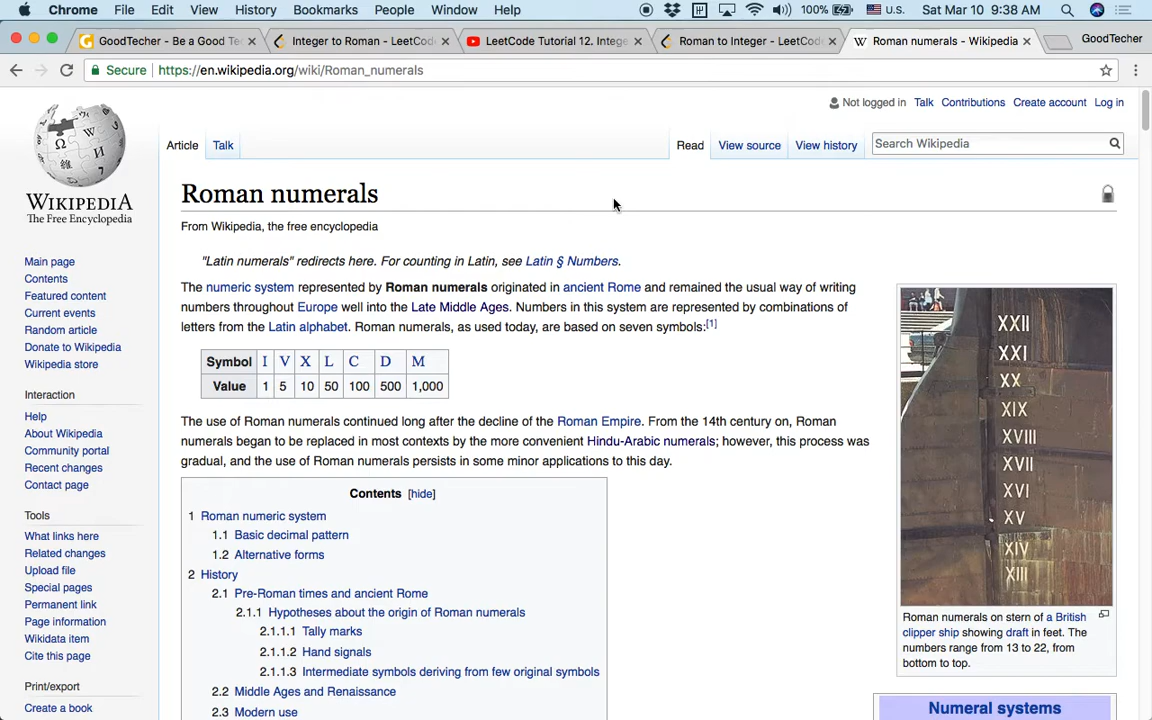 Chrome File Edit View History Bookmarks People Window Help 100% U.S. Sat Mar 10 9:38 AM
GoodTecher - Be a Good Te × Integer to Roman - LeetCod × LeetCode Tutorial 12. Intege × Roman to Integer - LeetCod × W Roman numerals - Wikipedia × GoodTecher
Secure https://en.wikipedia.org/wiki/Roman_numerals
Not logged in Talk Contributions Create account Log in
Article Talk Read View source View history Search Wikipedia
WIKIPEDIA
The Free Encyclopedia
Main page
Contents
Featured content
Current events
Random article
Donate to Wikipedia
Wikipedia store
Interaction
Help
About Wikipedia
Community portal
Recent changes
Contact page
Tools
What links here
Related changes
Upload file
Special pages
Permanent link
Page information
Wikidata item
Cite this page
Print/export
Create a book
Roman numerals
From Wikipedia, the free encyclopedia
"Latin numerals" redirects here. For counting in Latin, see Latin § Numbers.
The numeric system represented by Roman numerals originated in ancient Rome and remained the usual way of writing
numbers throughout Europe well into the Late Middle Ages. Numbers in this system are represented by combinations of
letters from the Latin alphabet. Roman numerals, as used today, are based on seven symbols:[1]
Symbol I V X L C D M
Value 1 5 10 50 100 500 1,000
The use of Roman numerals continued long after the decline of the Roman Empire. From the 14th century on, Roman
numerals began to be replaced in most contexts by the more convenient Hindu-Arabic numerals; however, this process was
gradual, and the use of Roman numerals persists in some minor applications to this day.
Contents [hide]
1 Roman numeric system
1.1 Basic decimal pattern
1.2 Alternative forms
2 History
2.1 Pre-Roman times and ancient Rome
2.1.1 Hypotheses about the origin of Roman numerals
2.1.1.1 Tally marks
2.1.1.2 Hand signals
2.1.1.3 Intermediate symbols deriving from few original symbols
2.2 Middle Ages and Renaissance
2.3 Modern use
XXII
XXI
XX
XIX
XVIII
XVII
XVI
XV
XIV
XIII
Roman numerals on stern of a British
clipper ship showing draft in feet. The
numbers range from 13 to 22, from
bottom to top.
Numeral systems